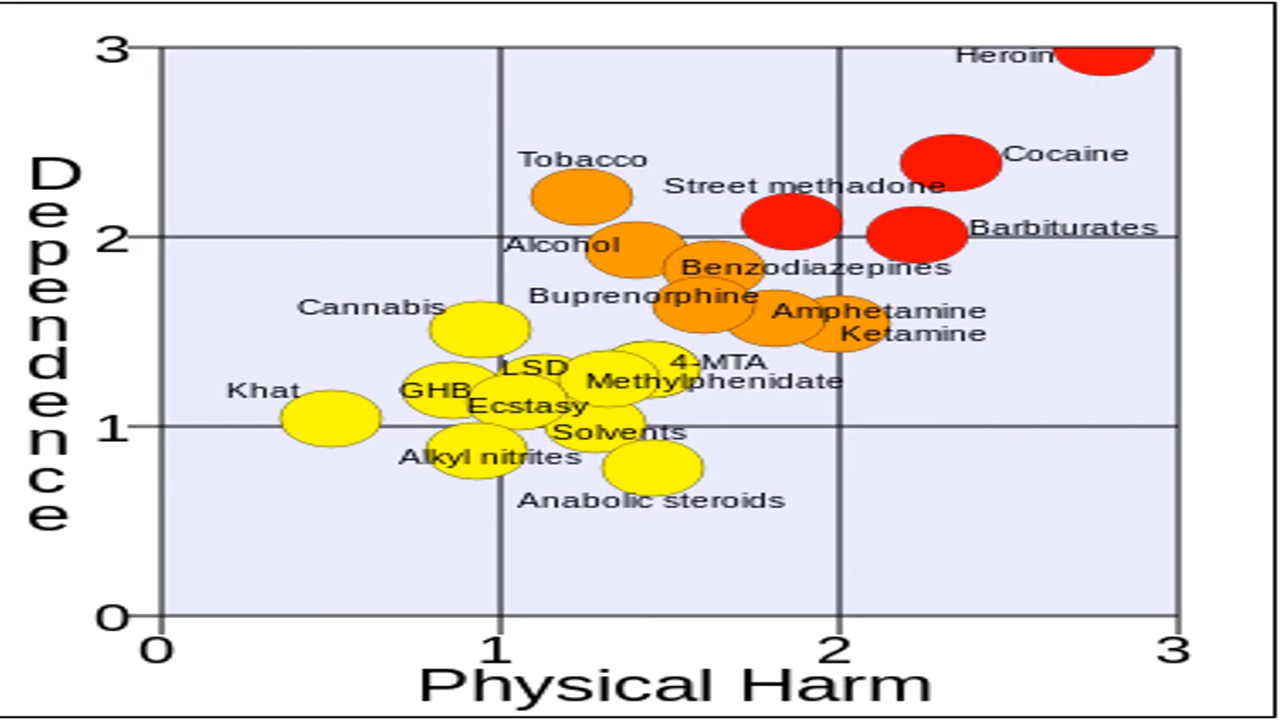 3
Heroin
Cocaine
Tobacco
Street methadone
Dependence
2
Barbiturates
Alcohol
Benzodiazepines
Buprenorphine
Cannabis
Amphetamine
Ketamine
4-MTA
LSD
Methylphenidate
Khat
GHB
Ecstasy
1
Solvents
Alkyl nitrites
Anabolic steroids
0
0 1 2 3
Physical Harm